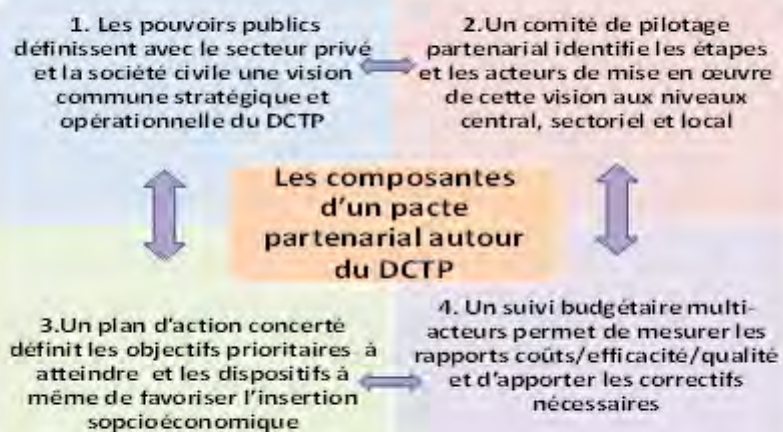 1. Les pouvoirs publics
définissent avec le secteur privé
et la société civile une vision
commune stratégique et
opérationnelle du DCTP
2.Un comité de pilotage
partenarial identifie les étapes
et les acteurs de mise en œuvre
de cette vision aux niveaux
central, sectoriel et local
Les composantes
d'un pacte
partenarial autour
du DCTP
3.Un plan d'action concerté
définit les objectifs prioritaires à
atteindre et les dispositifs à
même de favoriser l'insertion
sopcioéconomique
4. Un suivi budgétaire multi-
acteurs permet de mesurer les
rapports coûts/efficacité/qualité
et d'apporter les correctifs
nécessaires